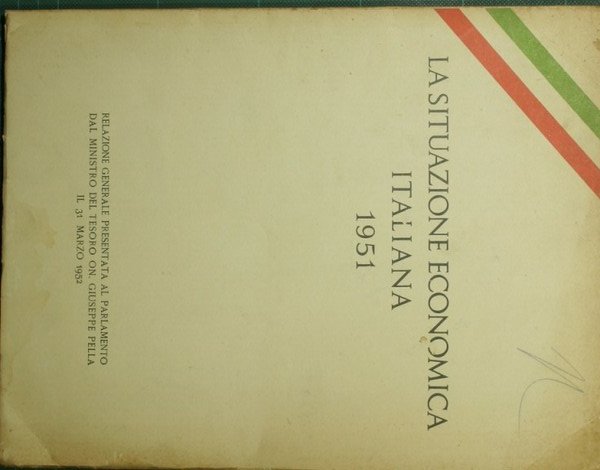 LA SITUAZIONE ECONOMICA
ITALIANA
1951
RELAZIONE GENERALE PRESENTATA AL PARLAMENTO
DAL MINISTRO DEL TESORO ON. GIUSEPPE PELLA
IL 31 MARZO 1952